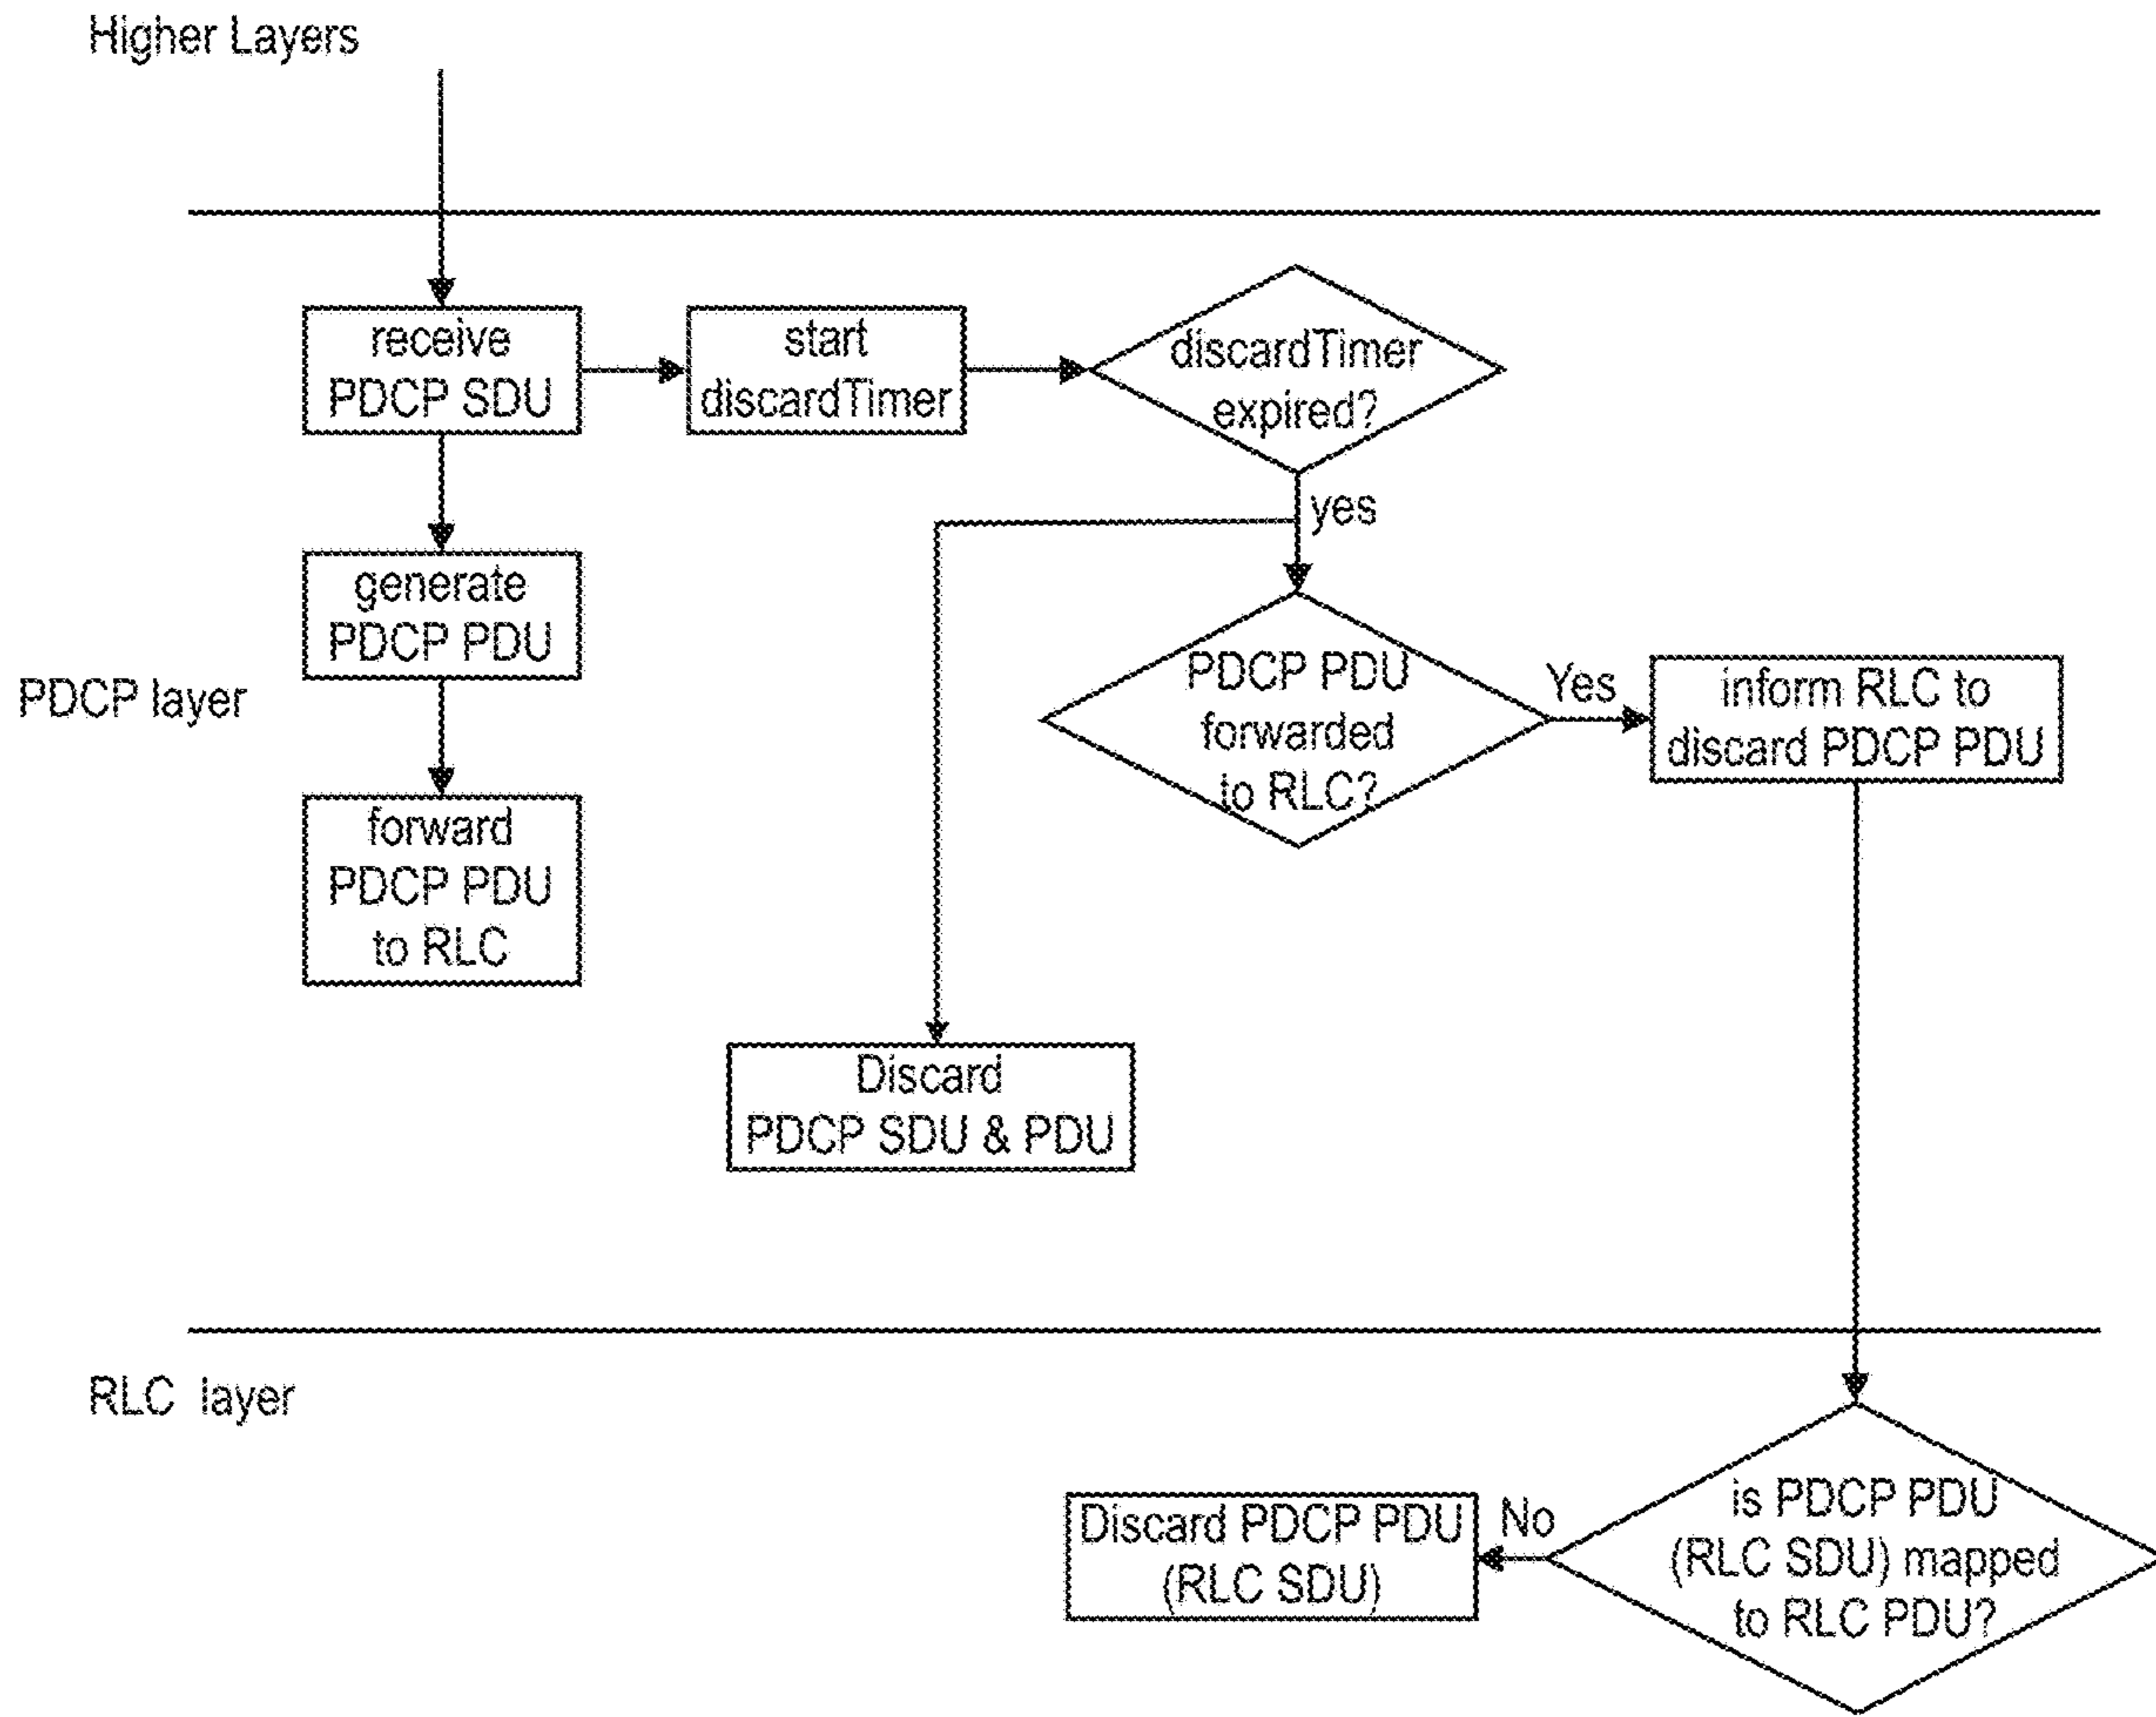 Higher Layers
receive
PDCP SDU
start
discardTimer
discardTimer
expired?
yes
generate
PDCP PDU
PDCP layer
PDCP PDU
forwarded
to RLC?
Yes
inform RLC to
discard PDCP PDU
forward
PDCP PDU
to RLC
Discard
PDCP SDU & PDU
RLC layer
is PDCP PDU
(RLC SDU) mapped
to RLC PDU?
No
Discard PDCP PDU
(RLC SDU)